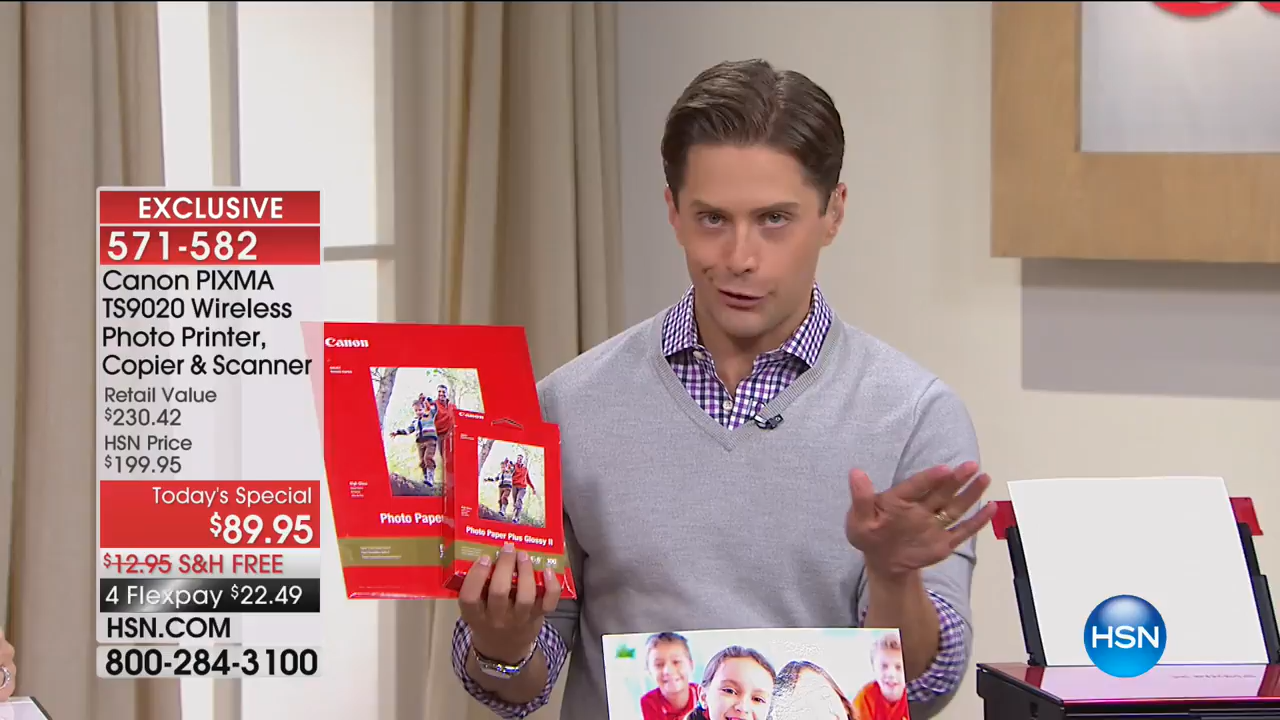 EXCLUSIVE
571-582
Canon PIXMA
TS9020 Wireless
Photo Printer,
Copier & Scanner
Retail Value
$230.42
HSN Price
$199.95
Today's Special
$89.95
$12.95 S&H FREE
4 Flexpay $22.49
HSN.COM
800-284-3100
Canon
Photo Pape
Canon
Photo Paper Plus Glossy II
100
HSN